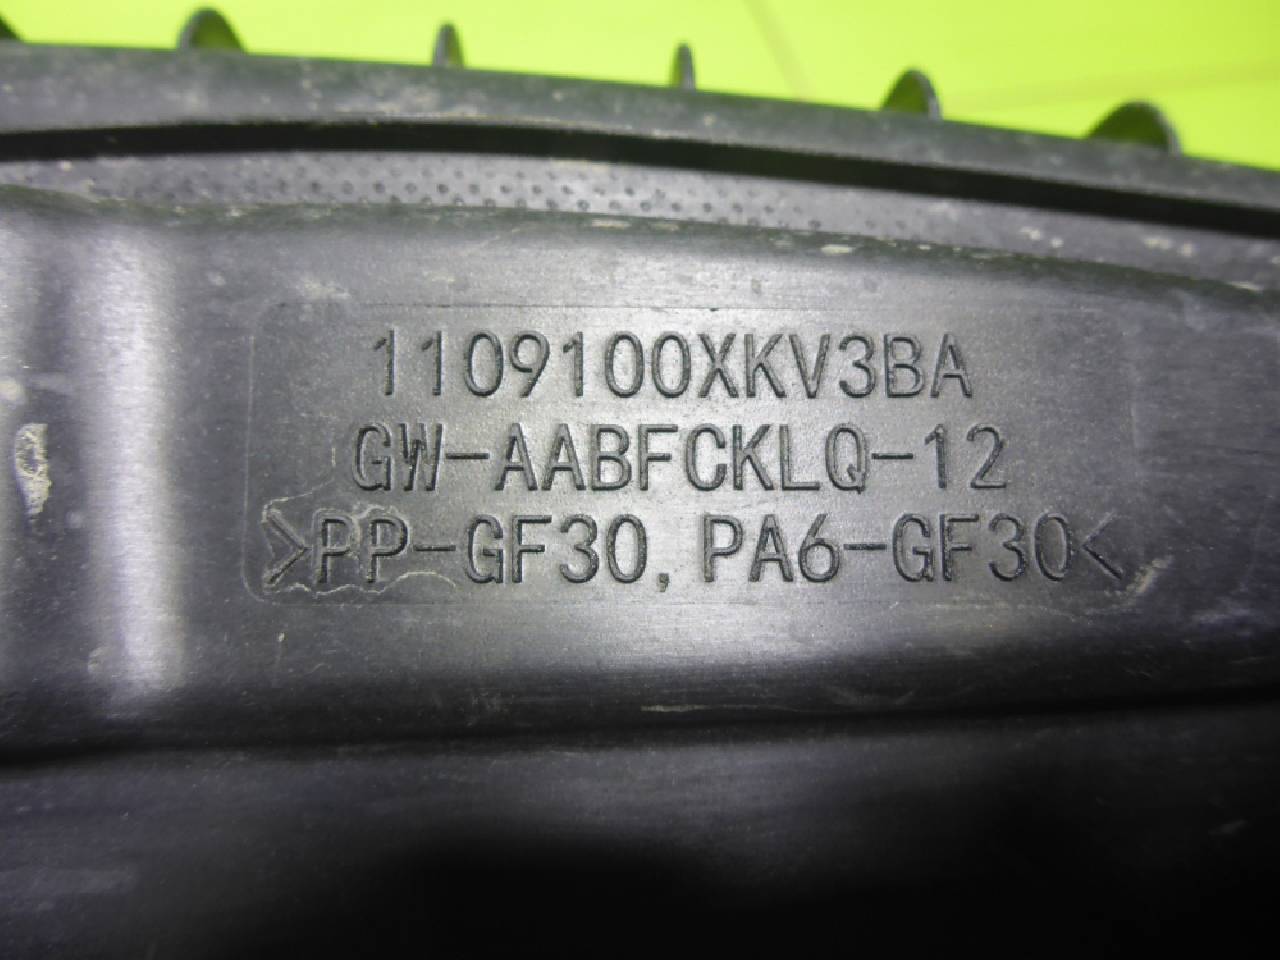 1109100XKV3BA
GW-AABFCKLQ-12
>PP-GF30, PA6-GF30<